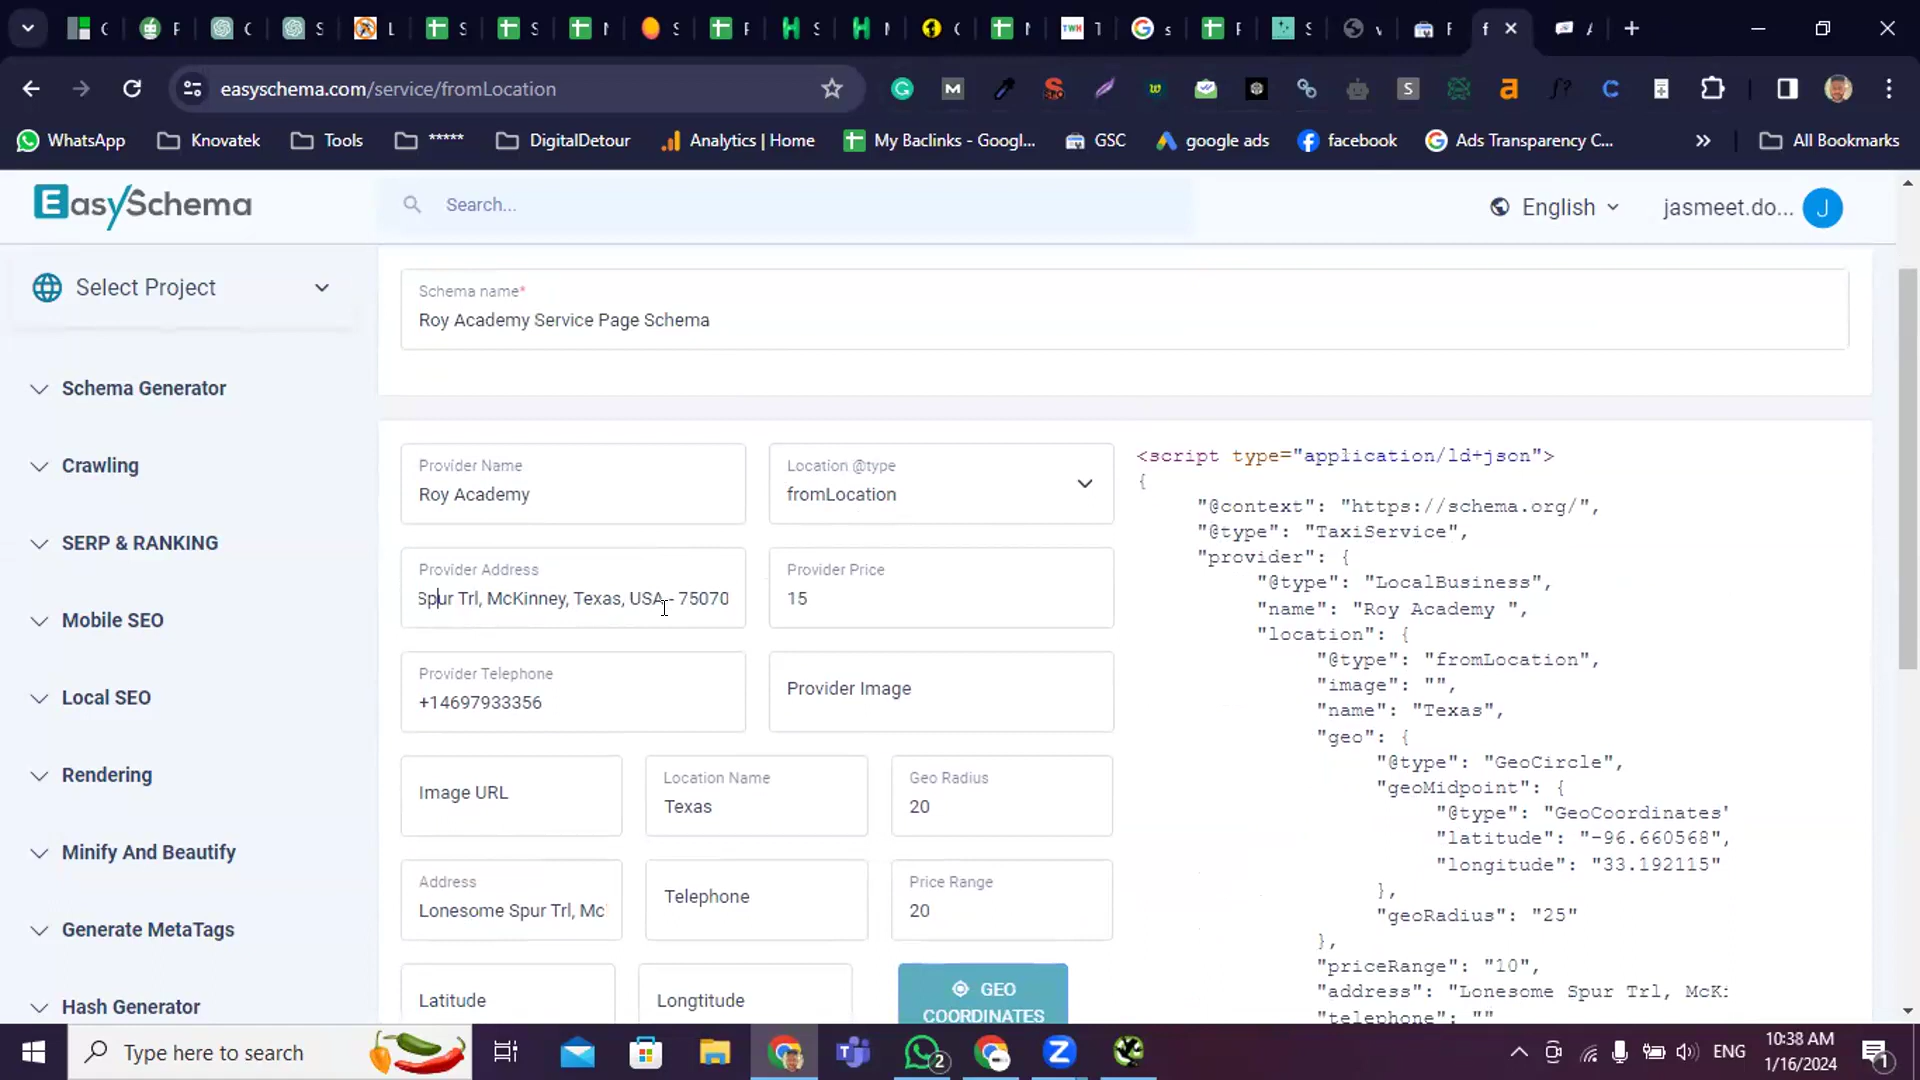 easyschema.com/service/fromLocation
WhatsApp
Knovatek
Tools
*****
DigitalDetour
Analytics | Home
My Baclinks - Googl...
GSC
google ads
facebook
Ads Transparency C...
All Bookmarks
EasySchema
Search...
English
jasmeet.do...
J
Select Project
Schema Generator
Crawling
SERP & RANKING
Mobile SEO
Local SEO
Rendering
Minify And Beautify
Generate MetaTags
Hash Generator
Schema name*
Roy Academy Service Page Schema
Provider Name
Roy Academy
Location @type
fromLocation
Provider Address
Spur Trl, McKinney, Texas, USA - 75070
Provider Price
15
Provider Telephone
+14697933356
Provider Image
Image URL
Location Name
Texas
Geo Radius
20
Address
Lonesome Spur Trl, Mc
Telephone
Price Range
20
Latitude
Longtitude
GEO
COORDINATES
<script type="application/ld+json">
{
"@context": "https://schema.org/",
"@type": "TaxiService",
"provider": {
"@type": "LocalBusiness",
"name": "Roy Academy ",
"location": {
"@type": "fromLocation",
"image": "",
"name": "Texas",
"geo": {
"@type": "GeoCircle",
"geoMidpoint": {
"@type": "GeoCoordinates"
"latitude": "-96.660568",
"longitude": "33.192115"
},
"geoRadius": "25"
},
"priceRange": "10",
"address": "Lonesome Spur Trl, McK
"telephone": ""
Type here to search
2
ENG
10:38 AM
1/16/2024
1